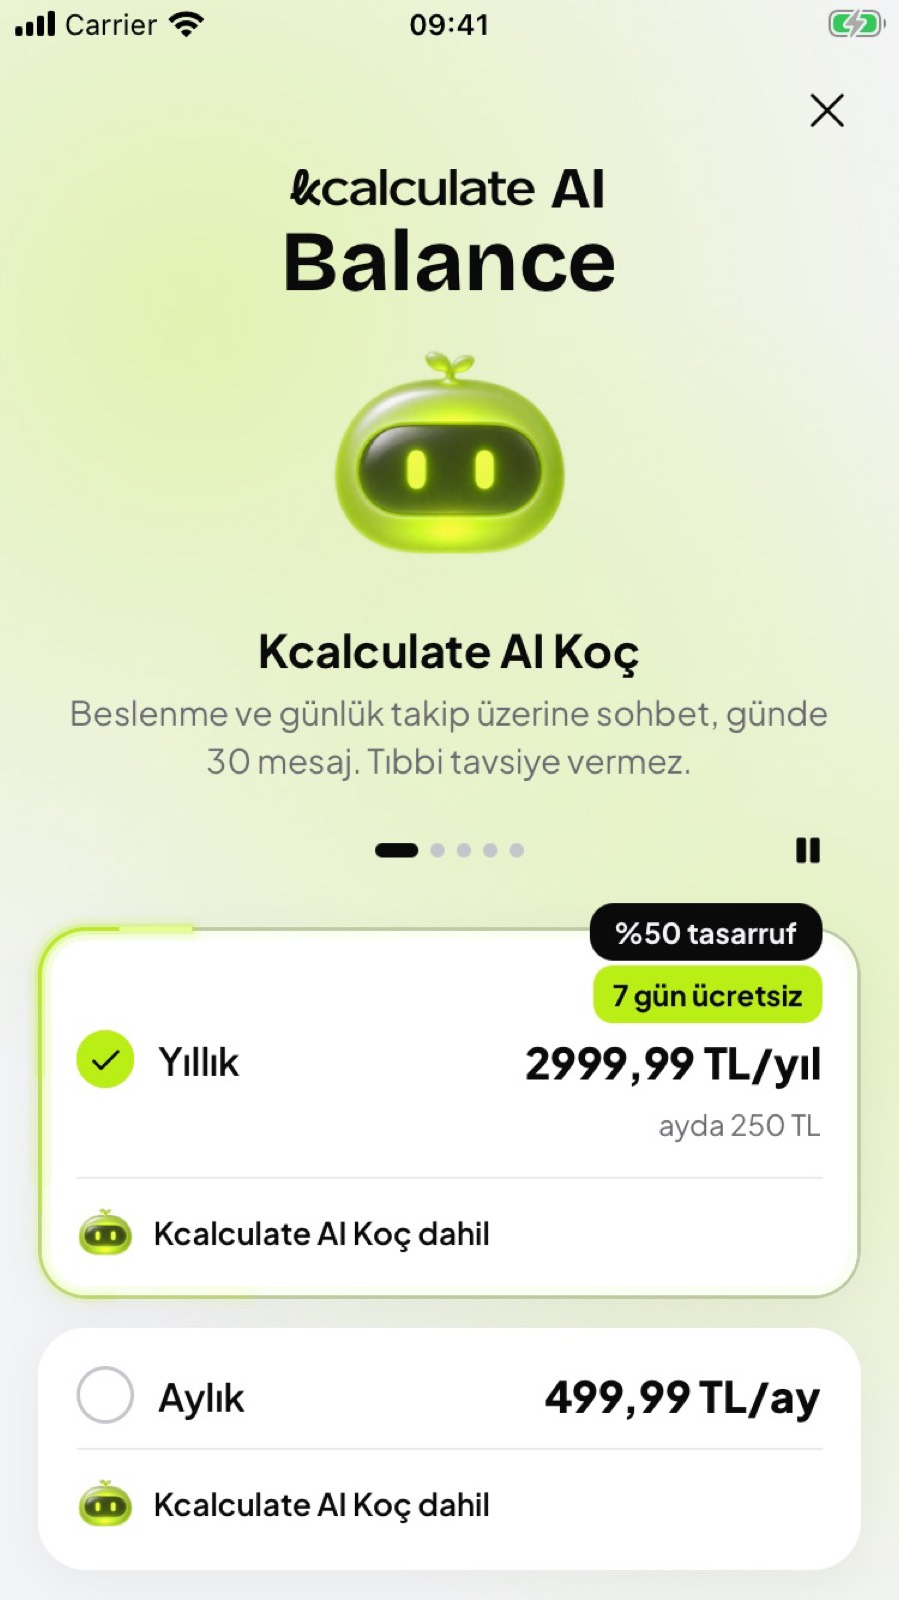 Carrier
09:41
kcalculate AI
Balance
Kcalculate AI Koç
Beslenme ve günlük takip üzerine sohbet, günde
30 mesaj. Tıbbi tavsiye vermez.
%50 tasarruf
7 gün ücretsiz
Yıllık
2999,99 TL/yıl
ayda 250 TL
Kcalculate AI Koç dahil
Aylık
499,99 TL/ay
Kcalculate AI Koç dahil